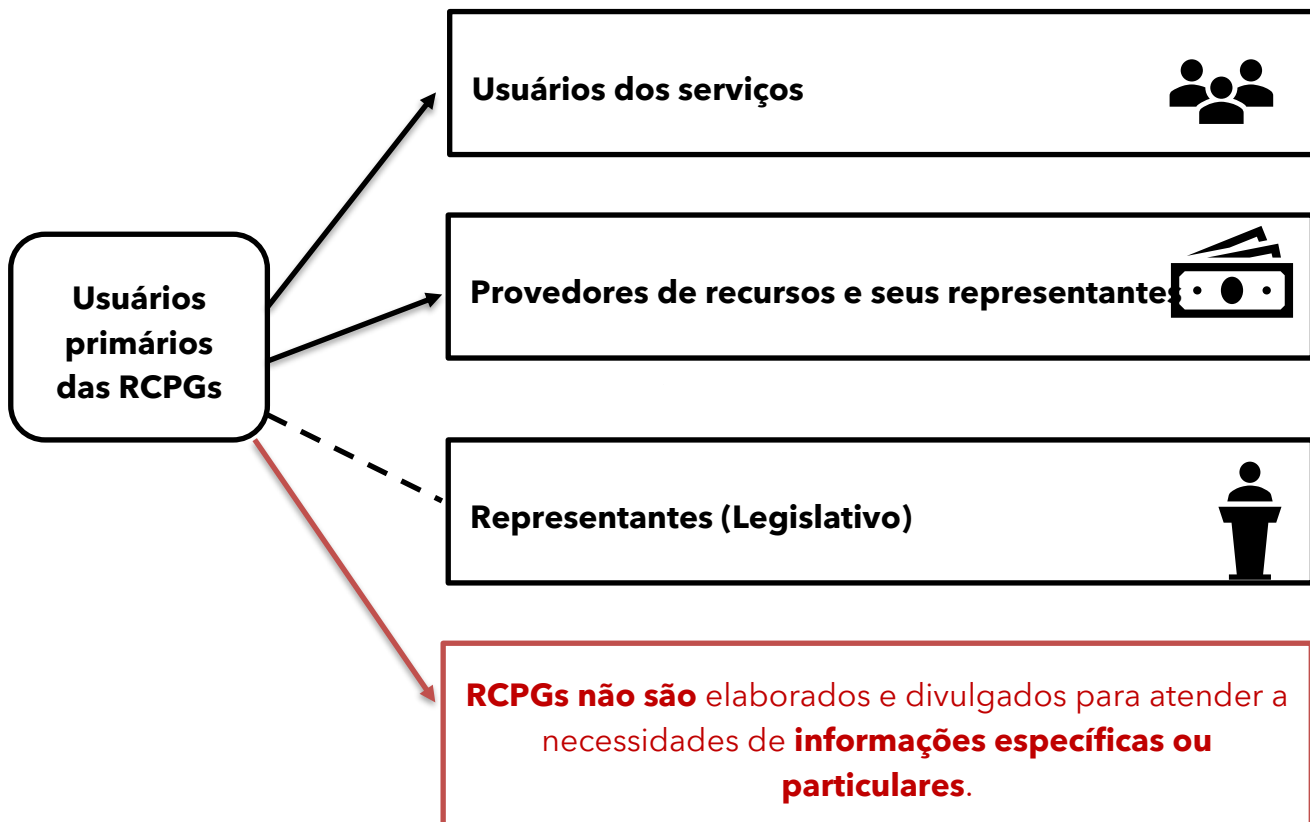 Usuários dos serviços
Usuários
primários
das RCPGs
Provedores de recursos e seus representantes
Representantes (Legislativo)
RCPGs não são elaborados e divulgados para atender a
necessidades de informações específicas ou
particulares.